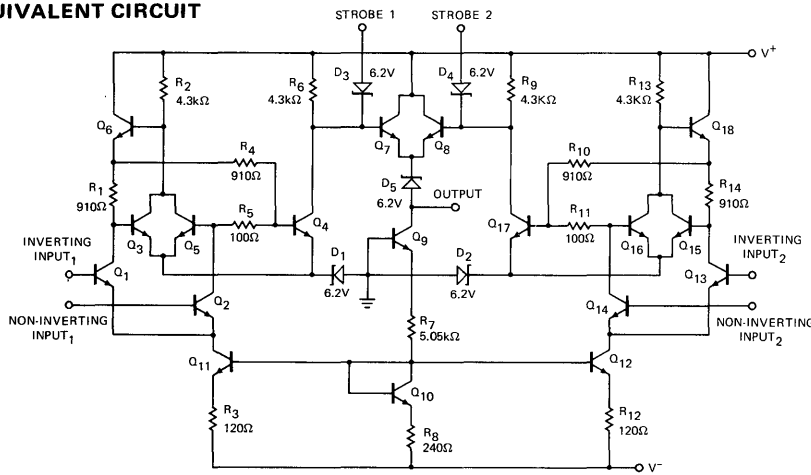 UIVALENT CIRCUIT
STROBE 1
STROBE 2
V+
R2
4.3kΩ
R6
4.3kΩ
D3
6.2V
D4
6.2V
R9
4.3KΩ
R13
4.3KΩ
Q6
Q7
Q8
Q18
R4
910Ω
R10
910Ω
R1
910Ω
D5
6.2V
OUTPUT
R14
910Ω
R5
100Ω
R11
100Ω
Q3
Q5
Q4
Q9
Q17
Q16
Q15
INVERTING
INPUT1
Q1
D1
6.2V
D2
6.2V
Q13
INVERTING
INPUT2
Q2
Q14
NON-INVERTING
INPUT1
R7
5.05kΩ
NON-INVERTING
INPUT2
Q11
Q12
Q10
R3
120Ω
R8
240Ω
R12
120Ω
V−